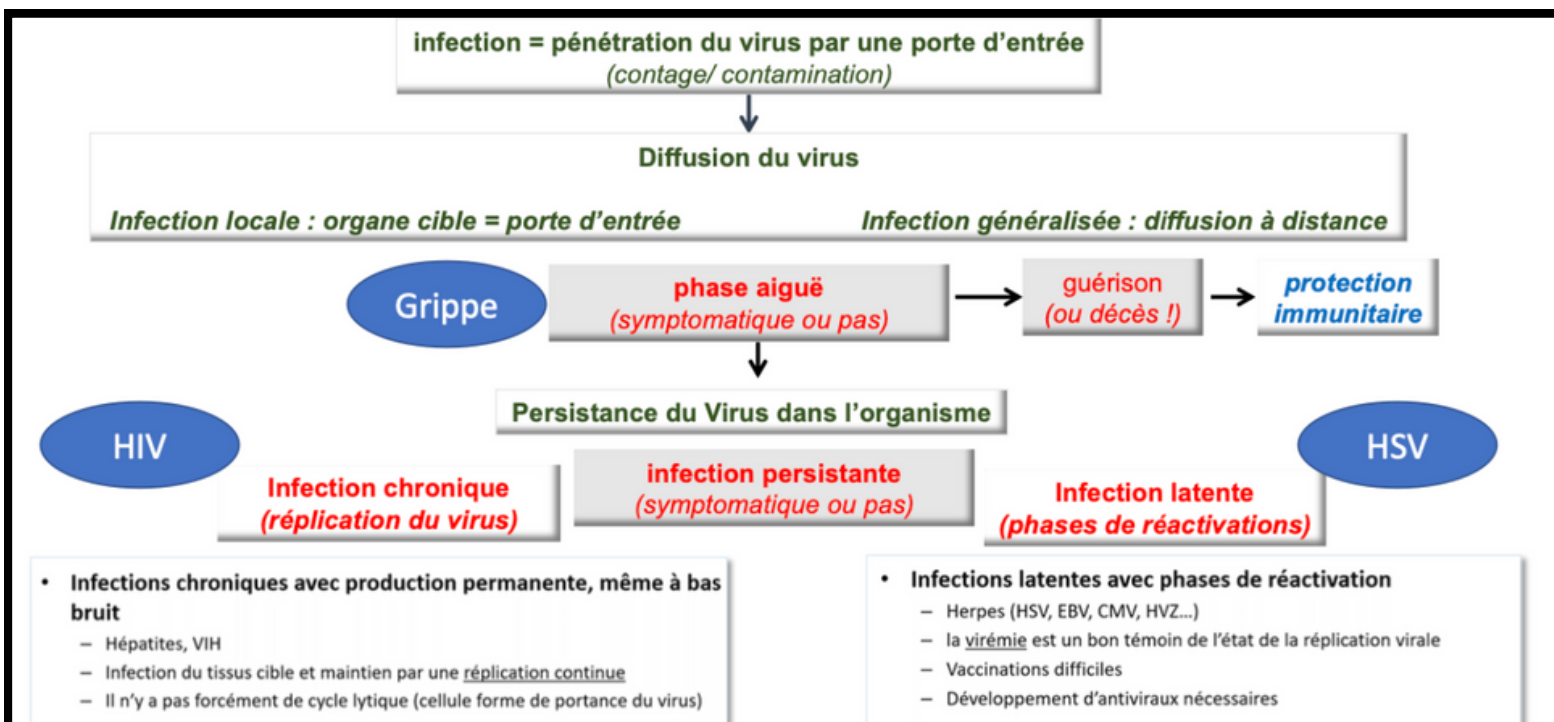 infection = pénétration du virus par une porte d'entrée
(contage/ contamination)
Diffusion du virus
Infection locale : organe cible = porte d'entrée
Infection généralisée : diffusion à distance
Grippe
phase aiguë
(symptomatique ou pas)
guérison
(ou décès !)
protection
immunitaire
Persistance du Virus dans l'organisme
HIV
HSV
Infection chronique
(réplication du virus)
infection persistante
(symptomatique ou pas)
Infection latente
(phases de réactivations)
• Infections chroniques avec production permanente, même à bas
bruit
– Hépatites, VIH
– Infection du tissus cible et maintien par une réplication continue
– Il n'y a pas forcément de cycle lytique (cellule forme de portance du virus)
• Infections latentes avec phases de réactivation
– Herpes (HSV, EBV, CMV, HVZ...)
– la virémie est un bon témoin de l'état de la réplication virale
– Vaccinations difficiles
– Développement d'antiviraux nécessaires